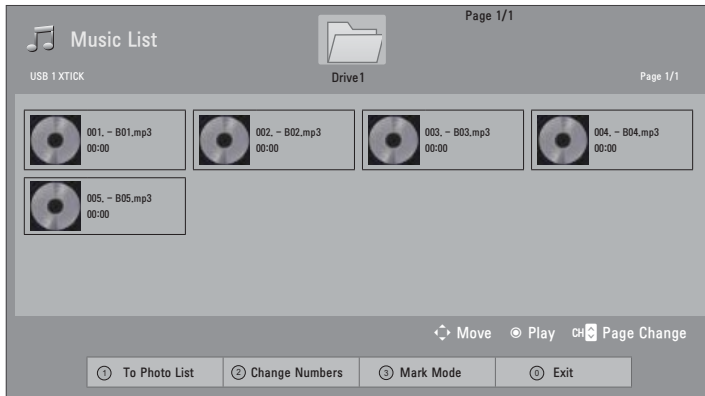 Page 1/1
Music List
USB 1 XTICK
Drive1
Page 1/1
001. - B01.mp3
00:00
002. - B02.mp3
00:00
003. - B03.mp3
00:00
004. - B04.mp3
00:00
005. - B05.mp3
00:00
Move
Play
CH Page Change
① To Photo List
② Change Numbers
③ Mark Mode
⓪ Exit